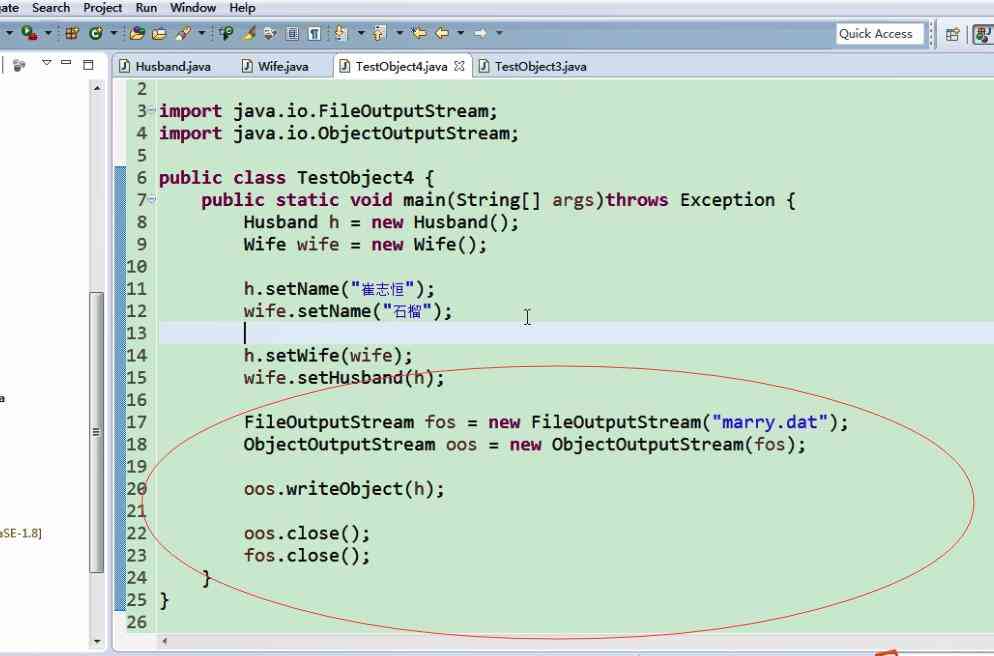 ate Search Project Run Window Help
Quick Access
Husband.java Wife.java TestObject4.java TestObject3.java
2
3 import java.io.FileOutputStream;
4 import java.io.ObjectOutputStream;
5
6 public class TestObject4 {
7 public static void main(String[] args)throws Exception {
8 Husband h = new Husband();
9 Wife wife = new Wife();
10
11 h.setName("崔志恒");
12 wife.setName("石榴");
13
14 h.setWife(wife);
15 wife.setHusband(h);
16
17 FileOutputStream fos = new FileOutputStream("marry.dat");
18 ObjectOutputStream oos = new ObjectOutputStream(fos);
19
20 oos.writeObject(h);
21
22 oos.close();
23 fos.close();
24 }
25 }
26
a
aSE-1.8]